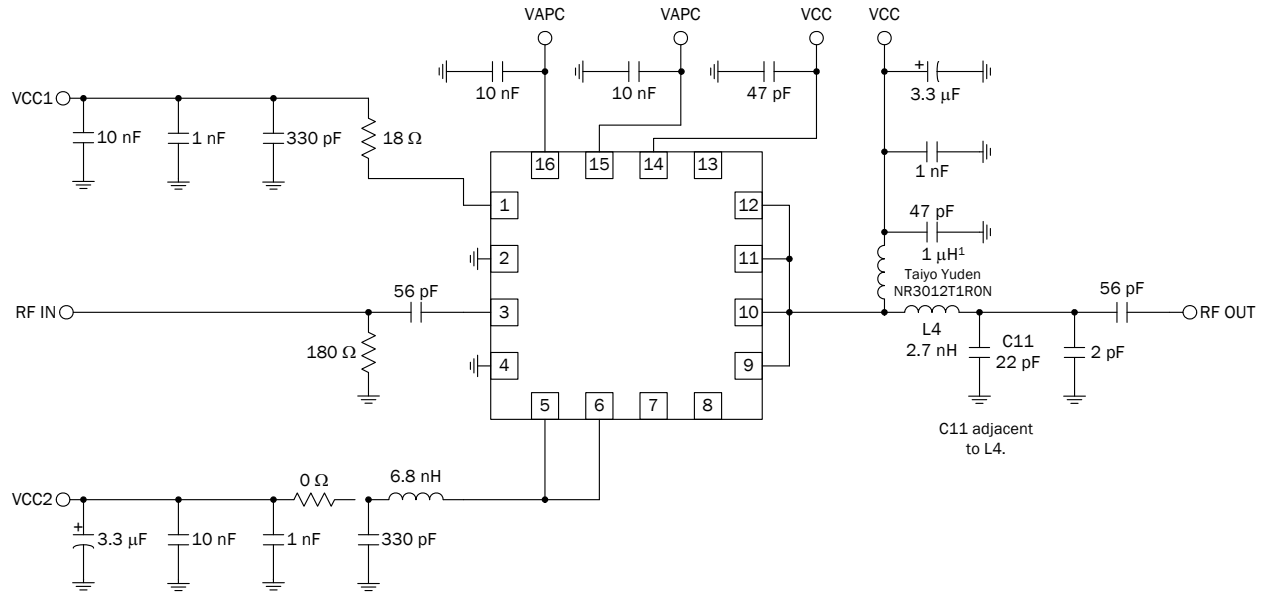 VAPC
VAPC
VCC
VCC
10 nF
10 nF
47 pF
+
3.3 µF
VCC1
10 nF
1 nF
330 pF
18 Ω
16
15
14
13
1 nF
1
12
47 pF
2
11
1 µH¹
Taiyo Yuden
NR3012T1R0N
RF IN
56 pF
3
10
56 pF
RF OUT
L4
2.7 nH
C11
22 pF
2 pF
180 Ω
4
9
5
6
7
8
C11 adjacent
to L4.
VCC2
0 Ω
6.8 nH
+
3.3 µF
10 nF
1 nF
330 pF